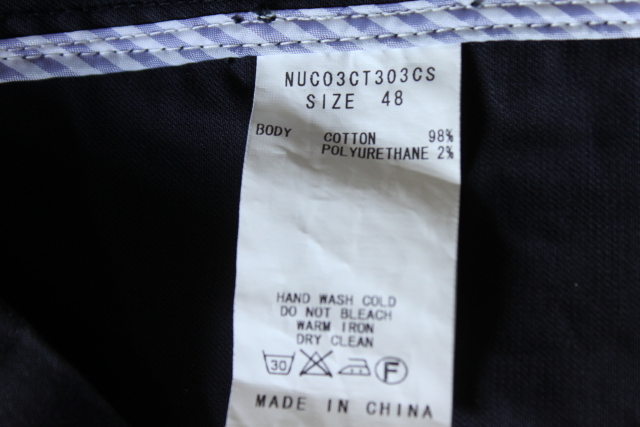 NUC03CT303CS
SIZE 48
BODY COTTON 98%
POLYURETHANE 2%
HAND WASH COLD
DO NOT BLEACH
WARM IRON
DRY CLEAN
30 F
MADE IN CHINA